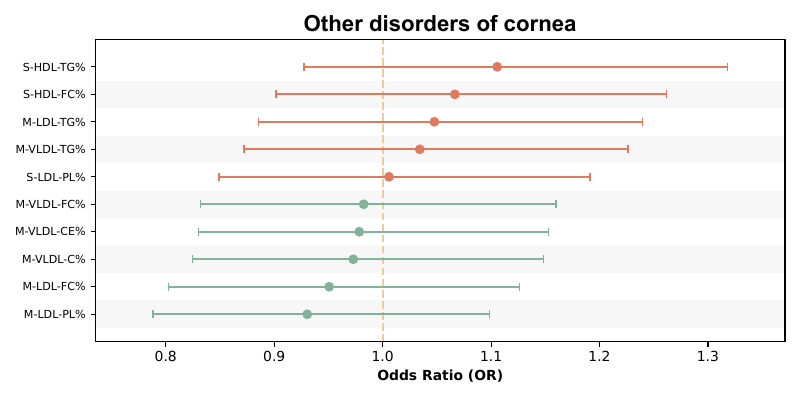 Other disorders of cornea
S-HDL-TG%
S-HDL-FC%
M-LDL-TG%
M-VLDL-TG%
S-LDL-PL%
M-VLDL-FC%
M-VLDL-CE%
M-VLDL-C%
M-LDL-FC%
M-LDL-PL%
0.8 0.9 1.0 1.1 1.2 1.3
Odds Ratio (OR)